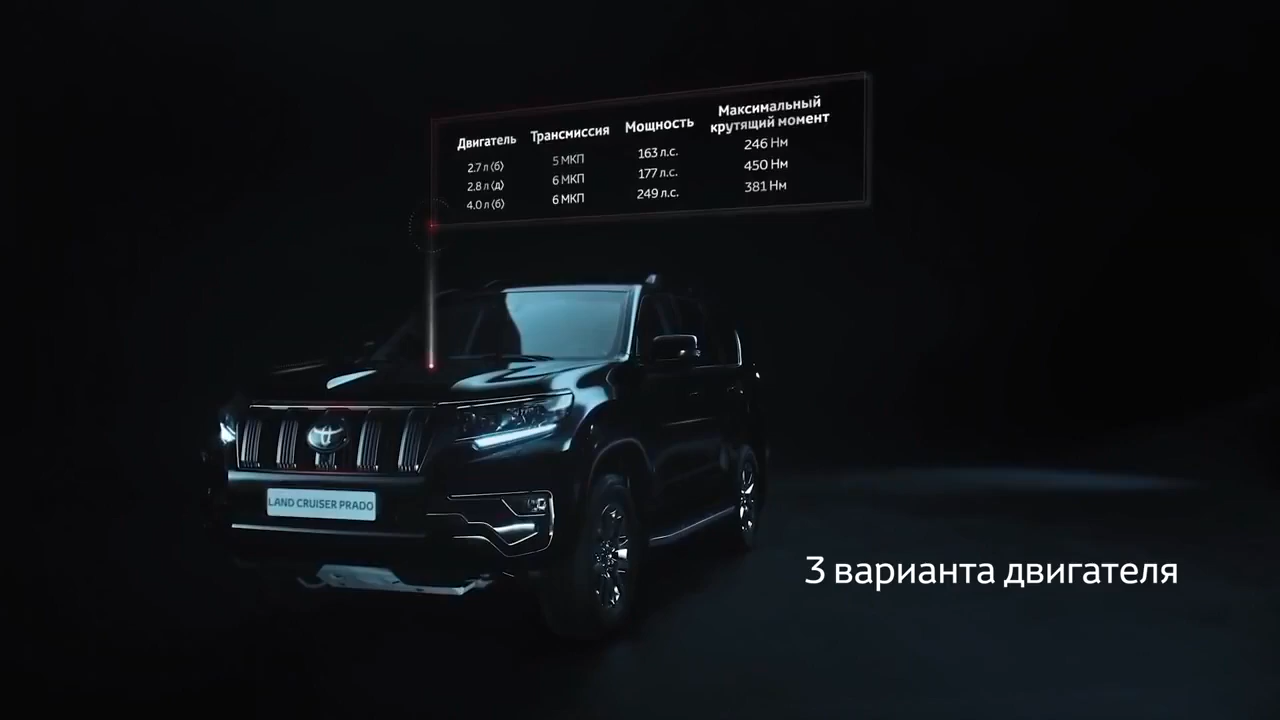 Двигатель Трансмиссия Мощность Максимальный крутящий момент
2.7 л (б) 5 МКП 163 л.с. 246 Нм
2.8 л (д) 6 МКП 177 л.с. 450 Нм
4.0 л (б) 6 МКП 249 л.с. 381 Нм
LAND CRUISER PRADO
3 варианта двигателя